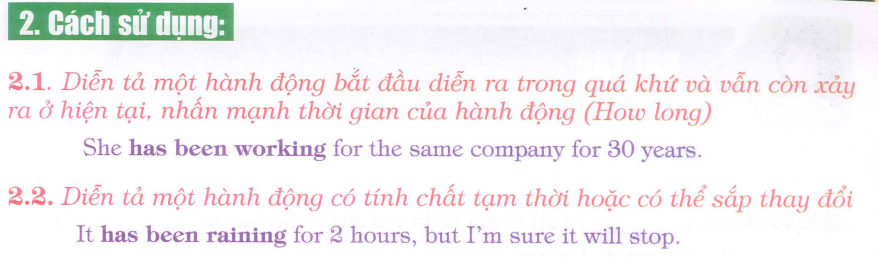 2. Cách sử dụng:
2.1. Diễn tả một hành động bắt đầu diễn ra trong quá khứ và vẫn còn xảy
ra ở hiện tại, nhấn mạnh thời gian của hành động (How long)
She has been working for the same company for 30 years.
2.2. Diễn tả một hành động có tính chất tạm thời hoặc có thể sắp thay đổi
It has been raining for 2 hours, but I'm sure it will stop.